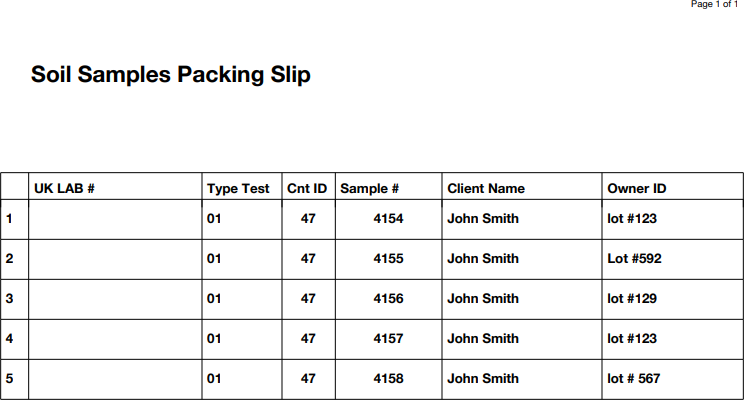 Page 1 of 1
Soil Samples Packing Slip
UK LAB # Type Test Cnt ID Sample # Client Name Owner ID
1 01 47 4154 John Smith lot #123
2 01 47 4155 John Smith Lot #592
3 01 47 4156 John Smith lot #129
4 01 47 4157 John Smith lot #123
5 01 47 4158 John Smith lot # 567